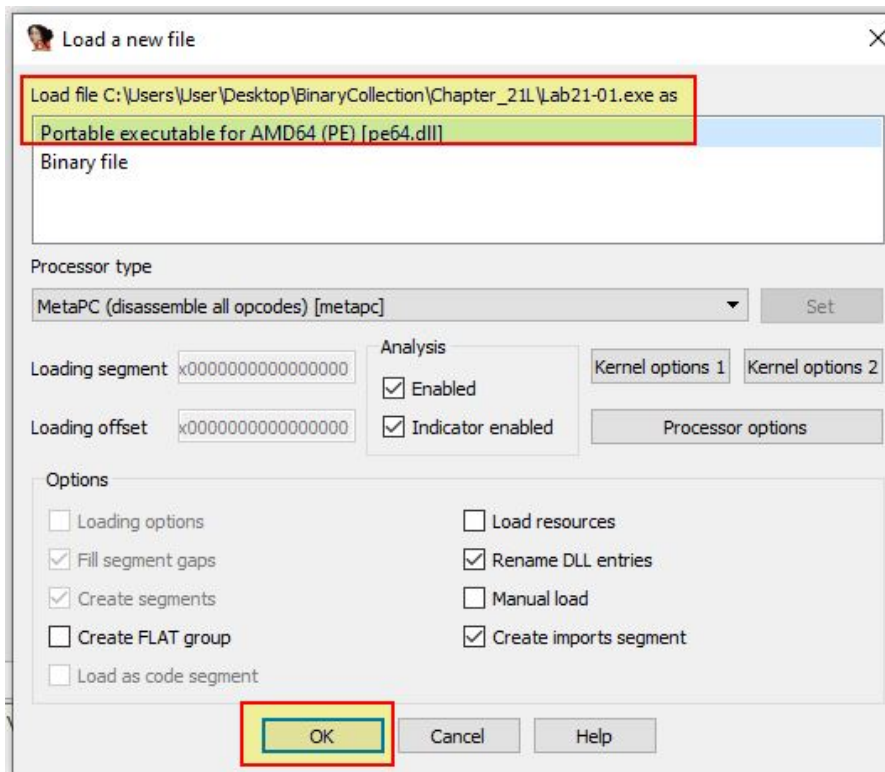 Load a new file
Load file C:\Users\User\Desktop\BinaryCollection\Chapter_21L\Lab21-01.exe as
Portable executable for AMD64 (PE) [pe64.dll]
Binary file
Processor type
MetaPC (disassemble all opcodes) [metapc]
Set
Loading segment x0000000000000000
Loading offset x0000000000000000
Analysis
Enabled
Indicator enabled
Kernel options 1 Kernel options 2
Processor options
Options
Loading options
Fill segment gaps
Create segments
Create FLAT group
Load as code segment
Load resources
Rename DLL entries
Manual load
Create imports segment
OK Cancel Help